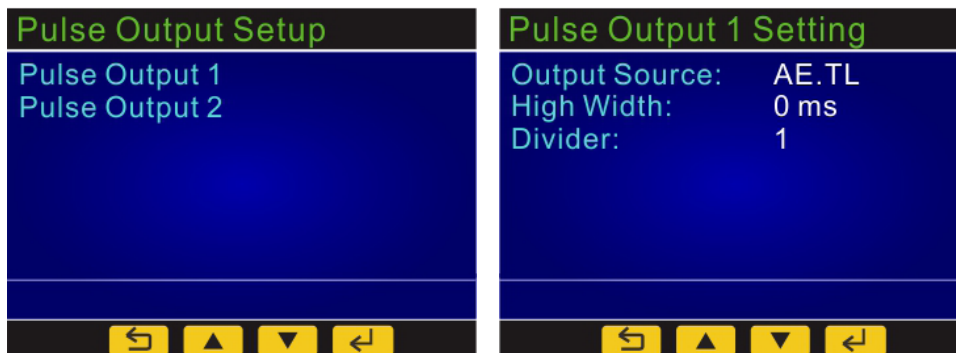 Pulse Output Setup
Pulse Output 1
Pulse Output 2
Pulse Output 1 Setting
Output Source: AE.TL
High Width: 0 ms
Divider: 1